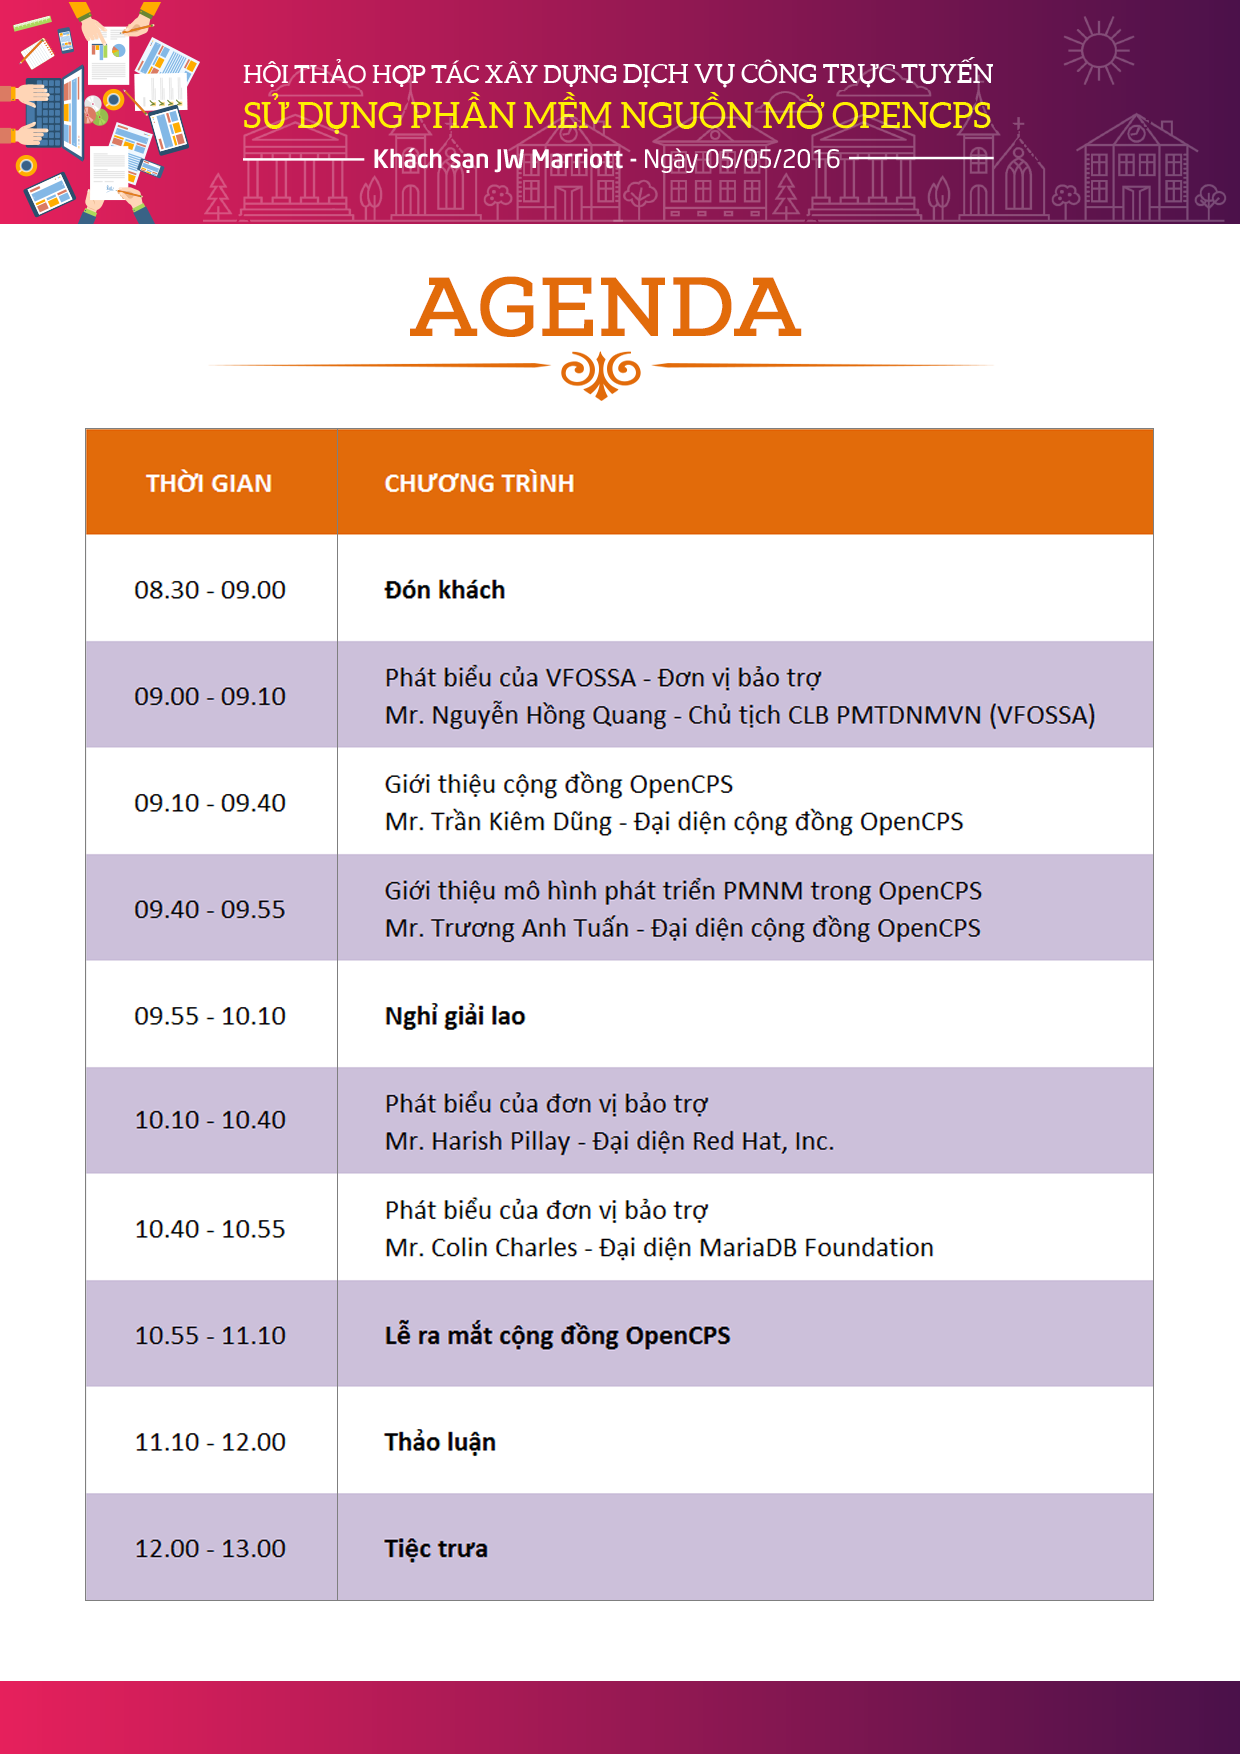 HỘI THẢO HỢP TÁC XÂY DỰNG DỊCH VỤ CÔNG TRỰC TUYẾN
SỬ DỤNG PHẦN MỀM NGUỒN MỞ OPENCPS
Khách sạn JW Marriott - Ngày 05/05/2016
AGENDA
THỜI GIAN CHƯƠNG TRÌNH
08.30 - 09.00 Đón khách
09.00 - 09.10 Phát biểu của VFOSSA - Đơn vị bảo trợ
Mr. Nguyễn Hồng Quang - Chủ tịch CLB PMTDNMVN (VFOSSA)
09.10 - 09.40 Giới thiệu cộng đồng OpenCPS
Mr. Trần Kiêm Dũng - Đại diện cộng đồng OpenCPS
09.40 - 09.55 Giới thiệu mô hình phát triển PMNM trong OpenCPS
Mr. Trương Anh Tuấn - Đại diện cộng đồng OpenCPS
09.55 - 10.10 Nghỉ giải lao
10.10 - 10.40 Phát biểu của đơn vị bảo trợ
Mr. Harish Pillay - Đại diện Red Hat, Inc.
10.40 - 10.55 Phát biểu của đơn vị bảo trợ
Mr. Colin Charles - Đại diện MariaDB Foundation
10.55 - 11.10 Lễ ra mắt cộng đồng OpenCPS
11.10 - 12.00 Thảo luận
12.00 - 13.00 Tiệc trưa